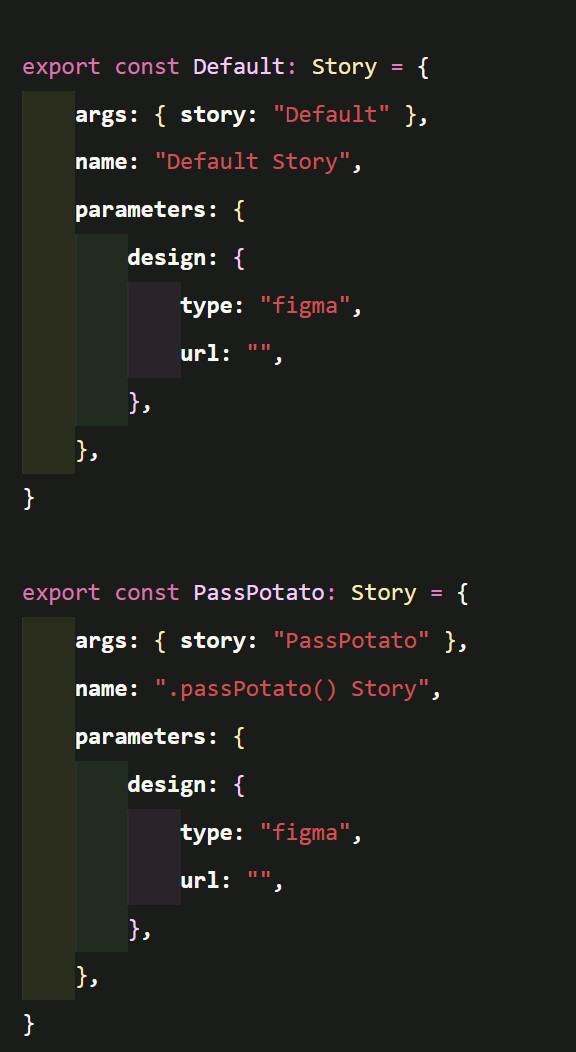 export const Default: Story = {
    args: { story: "Default" },
    name: "Default Story",
    parameters: {
        design: {
            type: "figma",
            url: "",
        },
    },
}

export const PassPotato: Story = {
    args: { story: "PassPotato" },
    name: ".passPotato() Story",
    parameters: {
        design: {
            type: "figma",
            url: "",
        },
    },
}